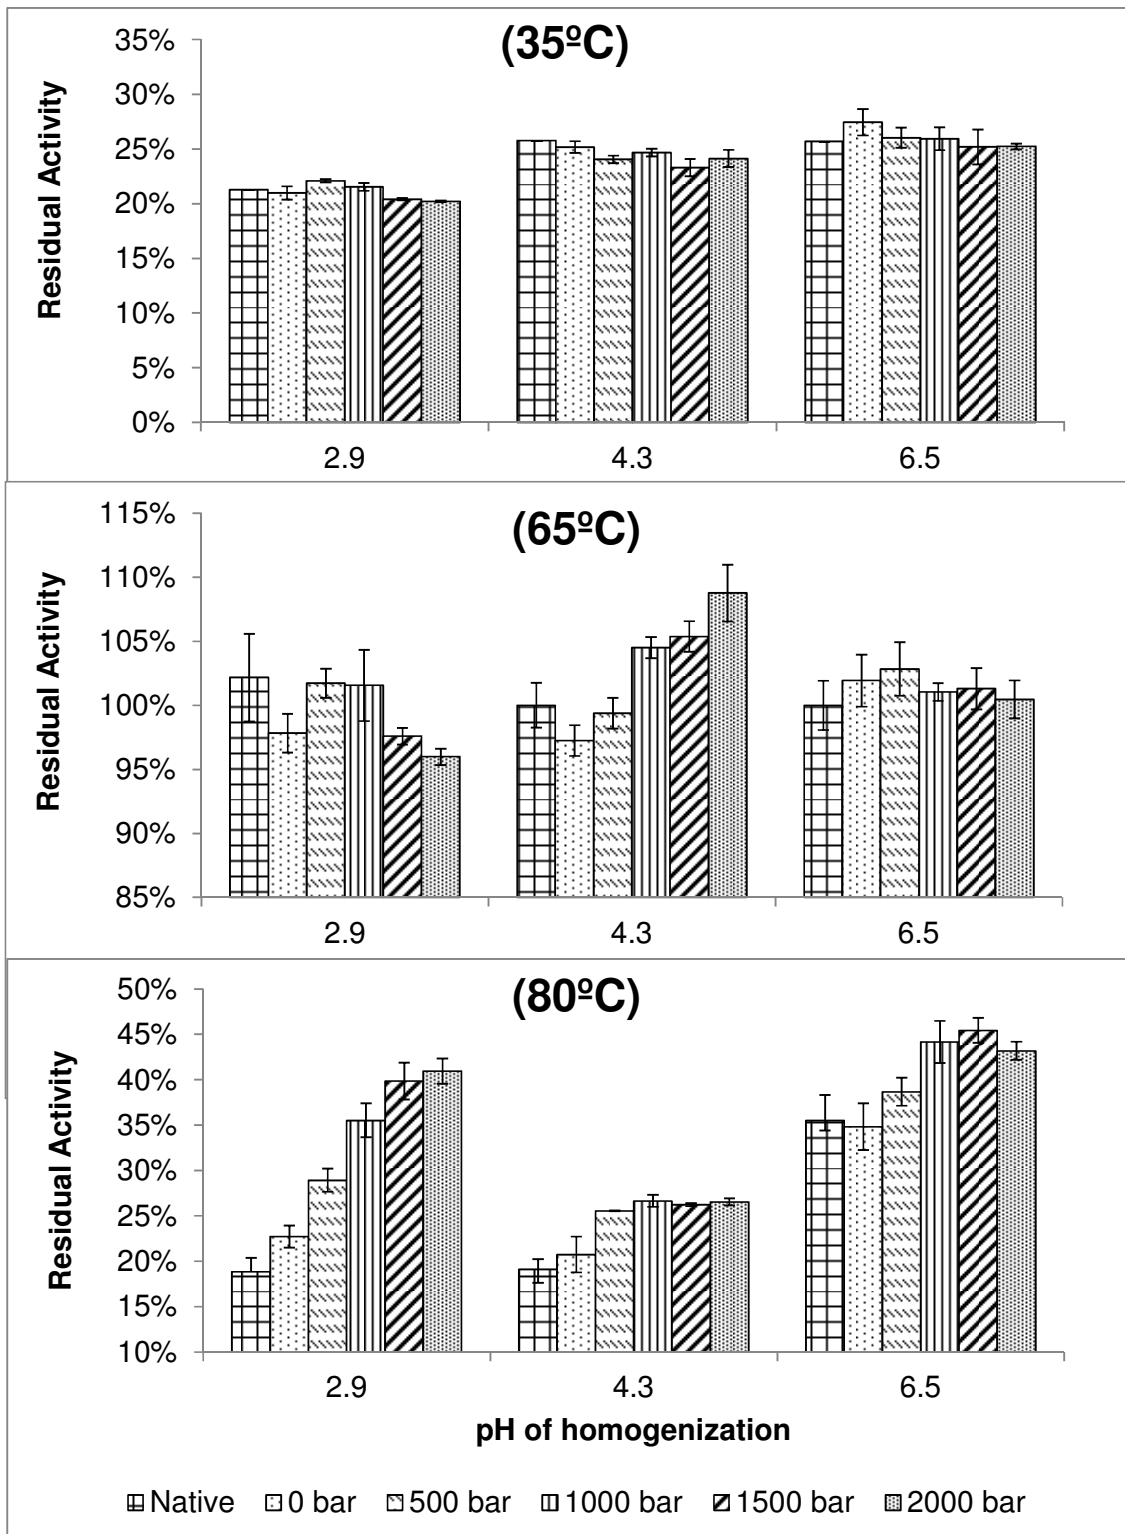 (35ºC)
35%
30%
25%
20%
15%
10%
5%
0%
Residual Activity
2.9 4.3 6.5
(65ºC)
115%
110%
105%
100%
95%
90%
85%
Residual Activity
2.9 4.3 6.5
(80ºC)
50%
45%
40%
35%
30%
25%
20%
15%
10%
Residual Activity
2.9 4.3 6.5
pH of homogenization
Native 0 bar 500 bar 1000 bar 1500 bar 2000 bar